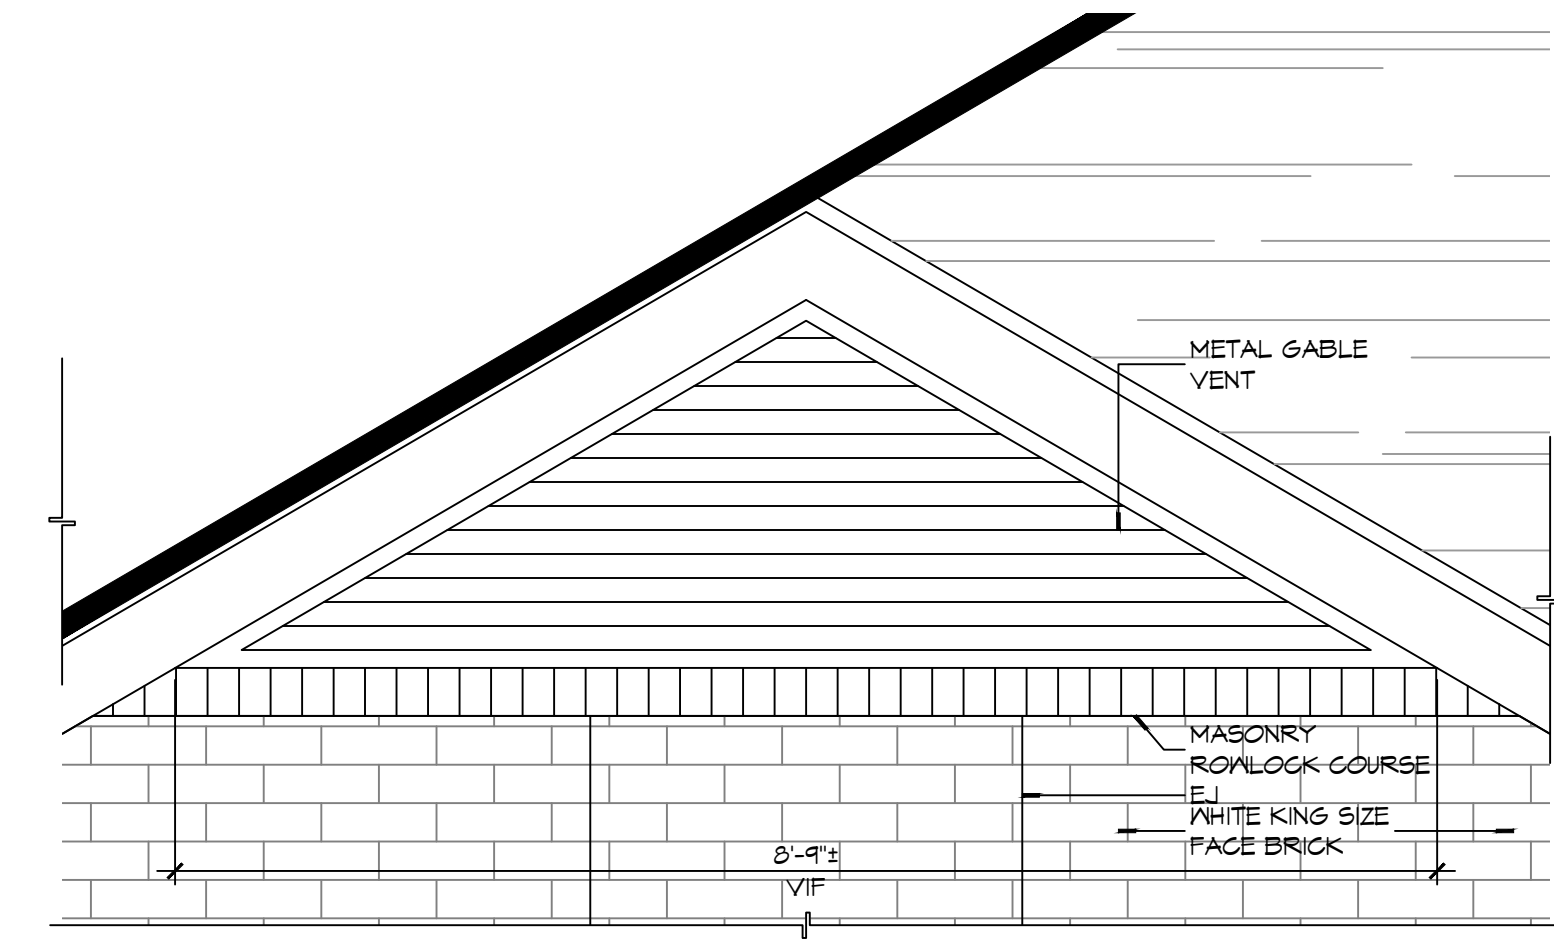 METAL GABLE
VENT
MASONRY
ROWLOCK COURSE
EJ
WHITE KING SIZE
FACE BRICK
8'-9"±
VIF